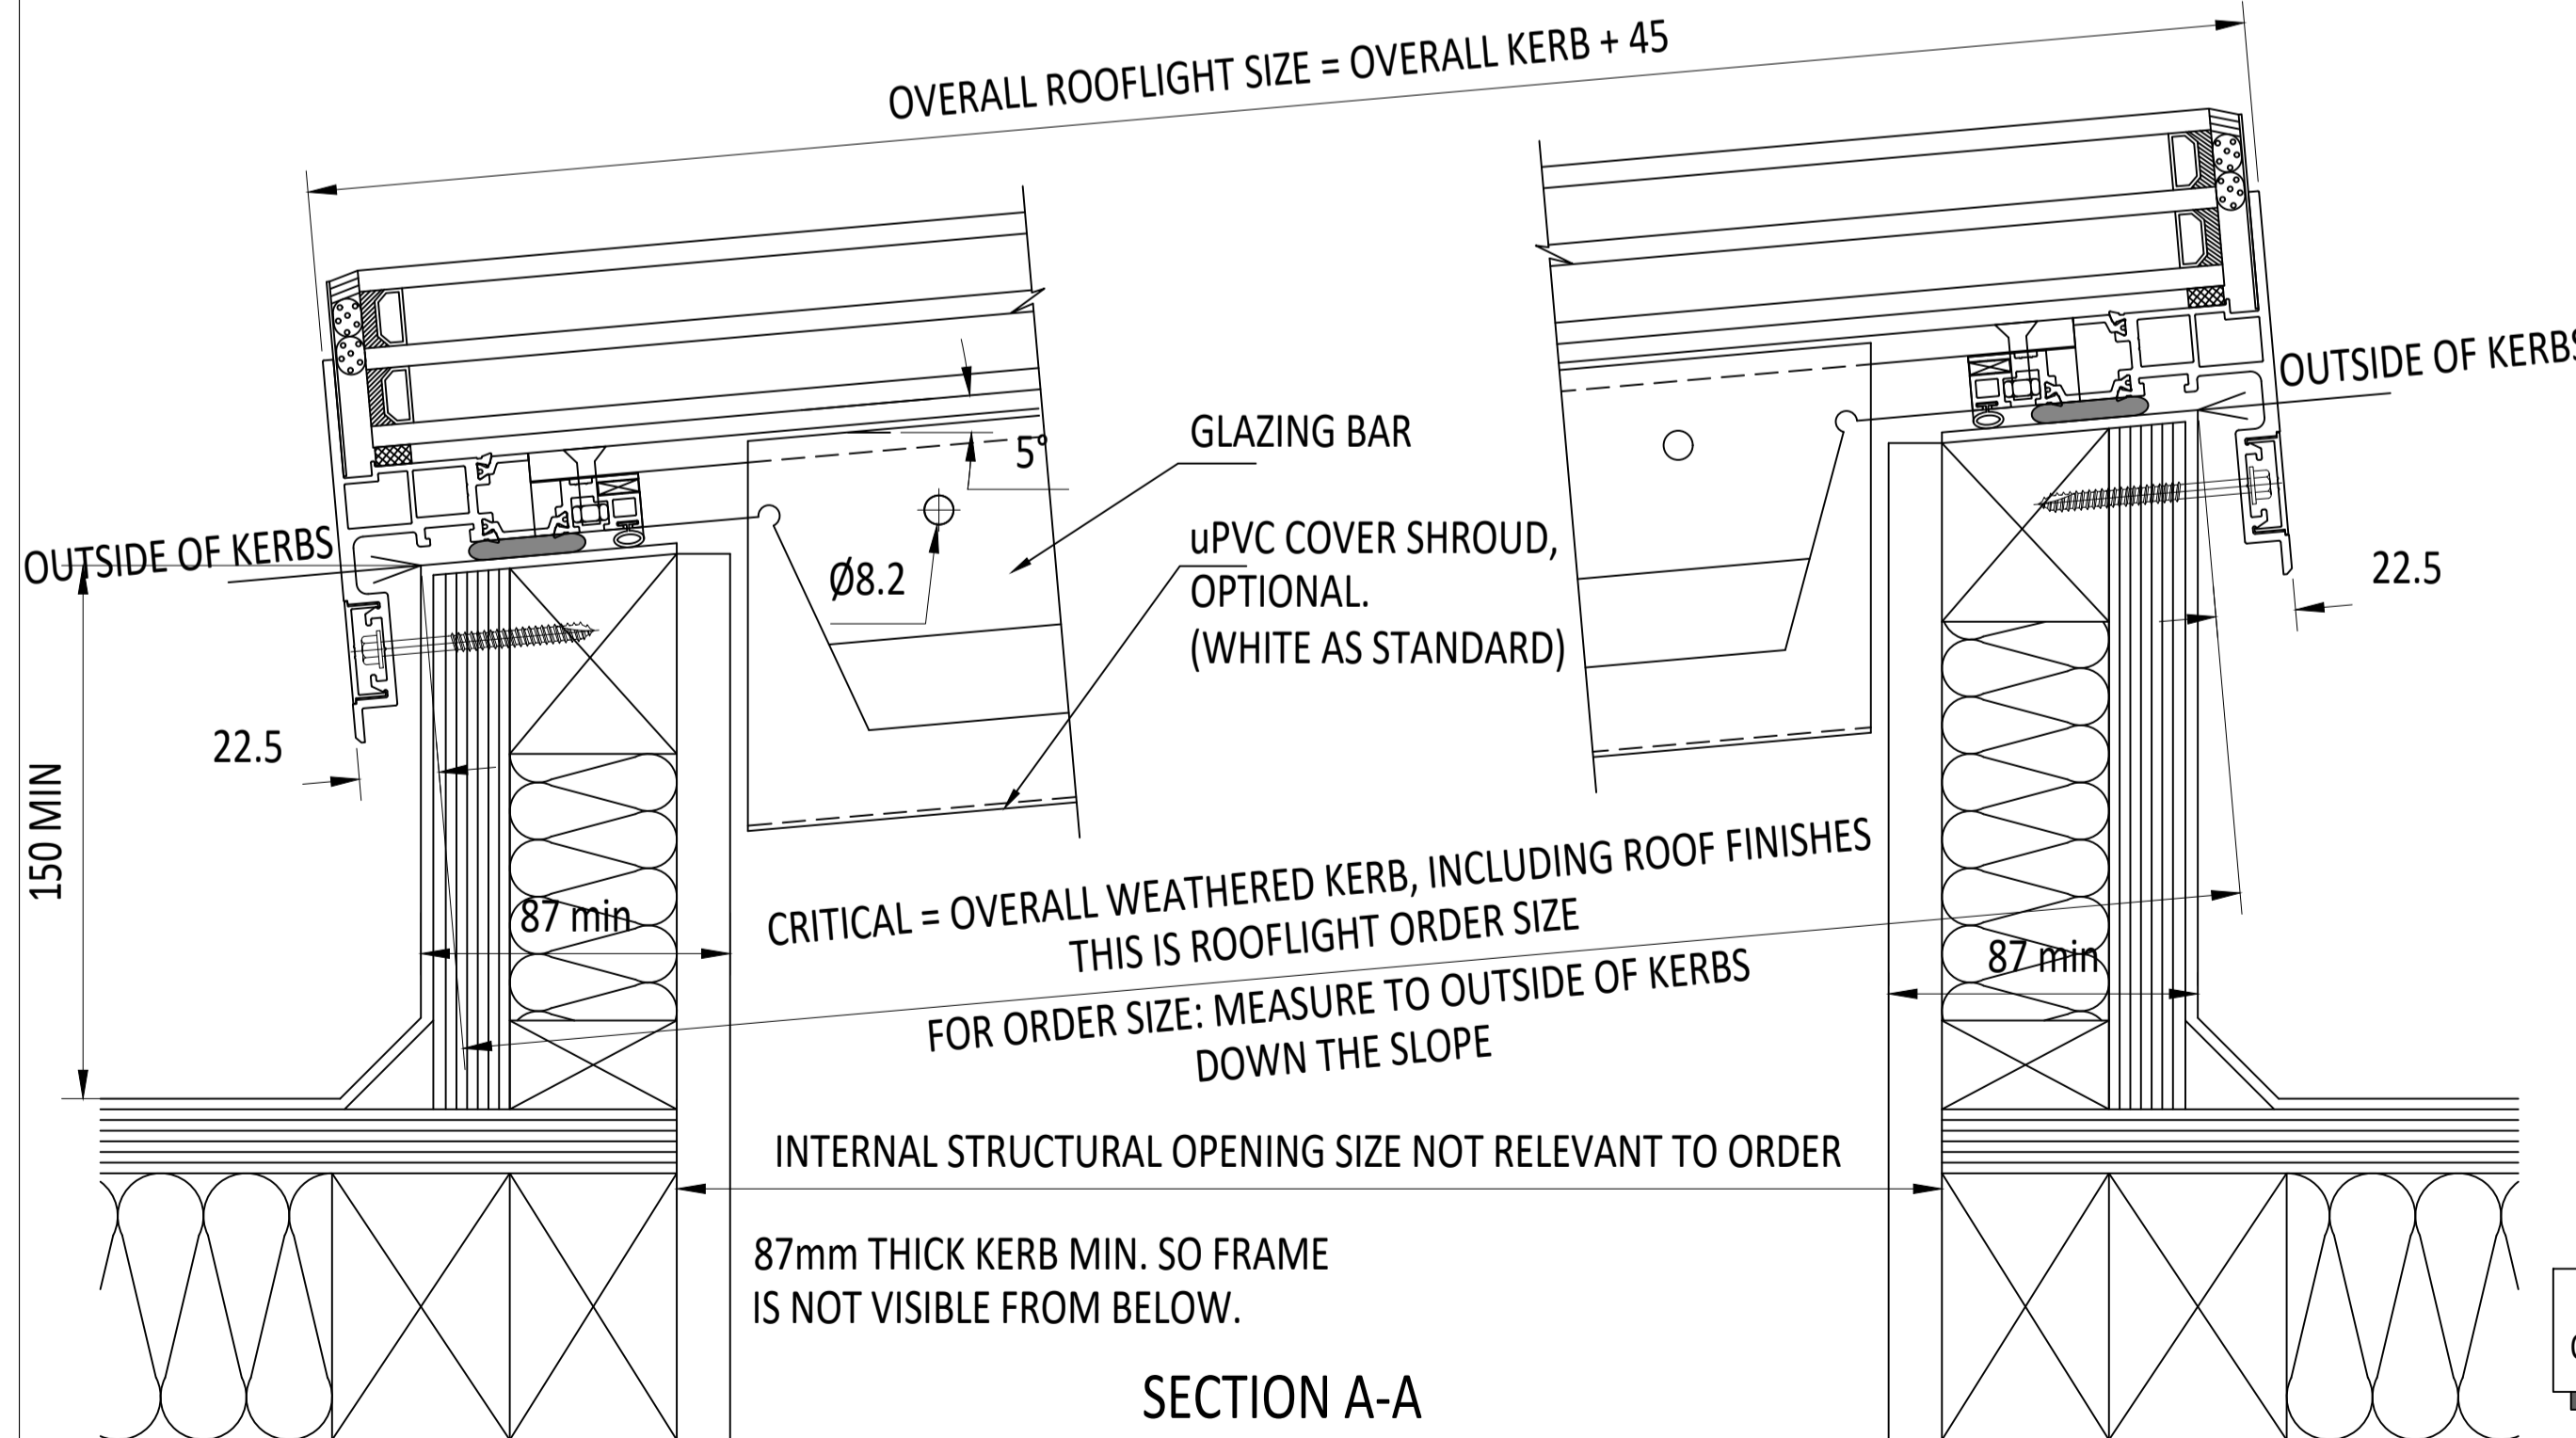 OVERALL ROOFLIGHT SIZE = OVERALL KERB + 45
OUTSIDE OF KERBS
GLAZING BAR
5°
uPVC COVER SHROUD,
OPTIONAL.
(WHITE AS STANDARD)
OUTSIDE OF KERBS
Ø8.2
22.5
22.5
150 MIN
87 min
87 min
CRITICAL = OVERALL WEATHERED KERB, INCLUDING ROOF FINISHES
THIS IS ROOFLIGHT ORDER SIZE
FOR ORDER SIZE: MEASURE TO OUTSIDE OF KERBS
DOWN THE SLOPE
INTERNAL STRUCTURAL OPENING SIZE NOT RELEVANT TO ORDER
87mm THICK KERB MIN. SO FRAME
IS NOT VISIBLE FROM BELOW.
SECTION A-A